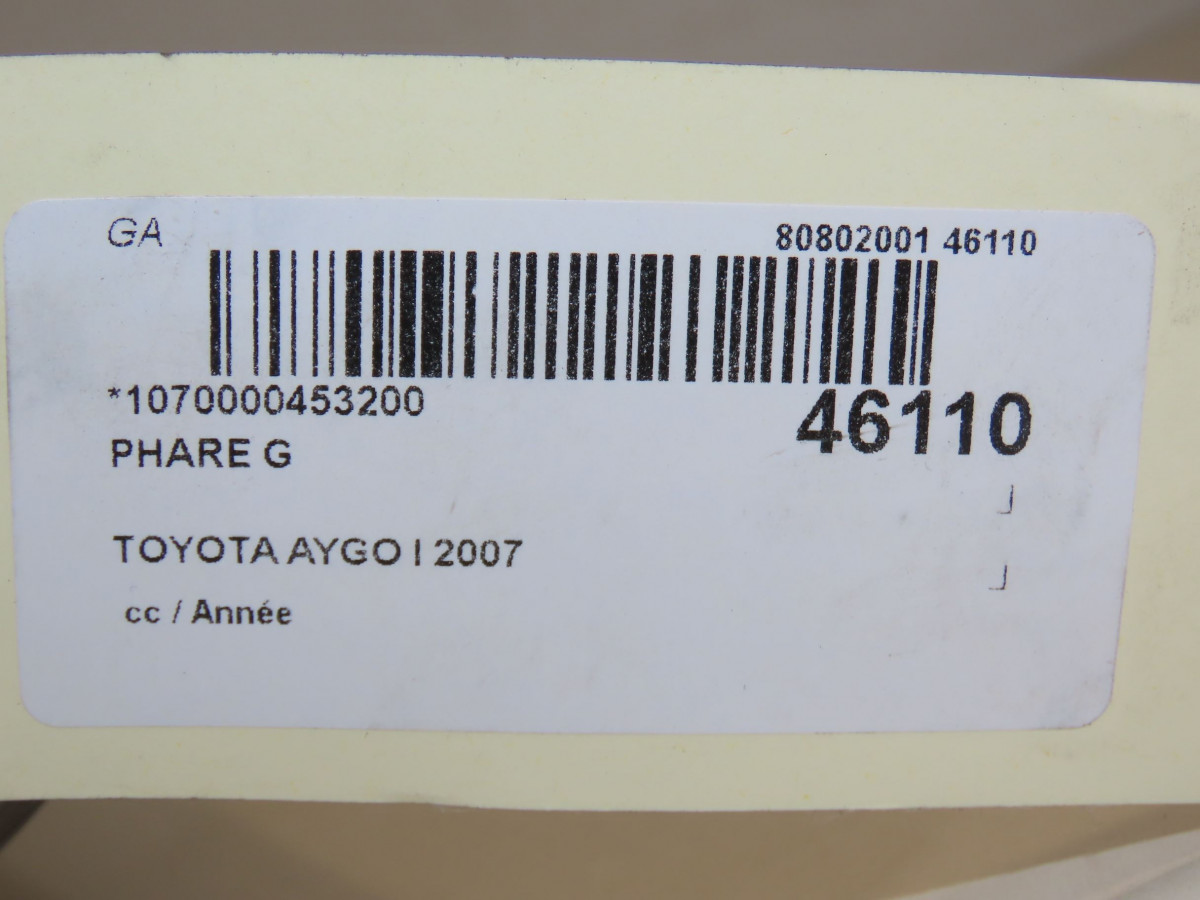 GA 80802001 46110
*1070000453200
46110
PHARE G
TOYOTA AYGO I 2007
cc / Année